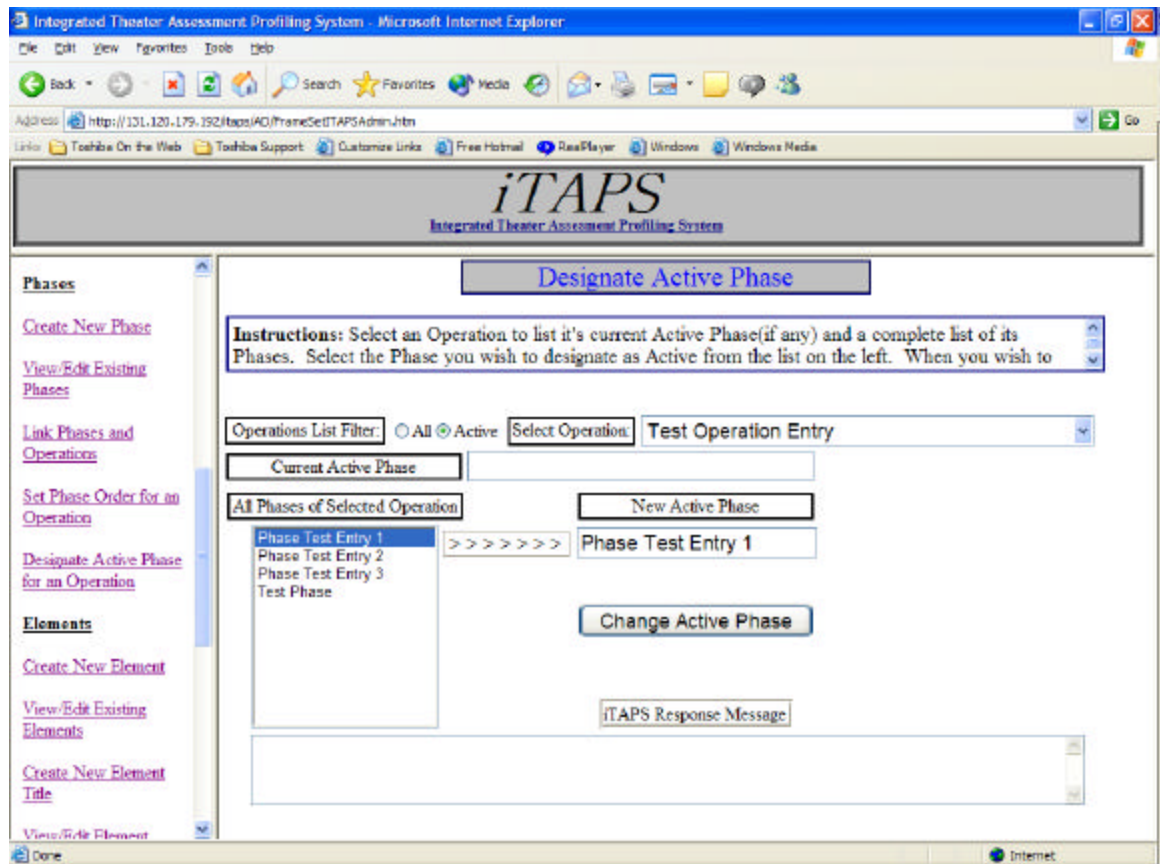 Integrated Theater Assessment Profiling System - Microsoft Internet Explorer
File Edit View Favorites Tools Help
Back Search Favorites Media
Address http://131.120.179.192/itaps/AO/FrameSetITAPSAdmin.htm Go
Links Toshiba On the Web Toshiba Support Customize Links Free Hotmail RealPlayer Windows Windows Media
iTAPS
Integrated Theater Assessment Profiling System
Phases
Create New Phase
View/Edit Existing
Phases
Link Phases and
Operations
Set Phase Order for an
Operation
Designate Active Phase
for an Operation
Elements
Create New Element
View/Edit Existing
Elements
Create New Element
Title
View/Edit Element
Designate Active Phase
Instructions: Select an Operation to list it's current Active Phase(if any) and a complete list of its
Phases. Select the Phase you wish to designate as Active from the list on the left. When you wish to
Operations List Filter: All Active Select Operation: Test Operation Entry
Current Active Phase
All Phases of Selected Operation New Active Phase
Phase Test Entry 1
Phase Test Entry 2
Phase Test Entry 3
Test Phase
> > > > > > > Phase Test Entry 1
Change Active Phase
iTAPS Response Message
Done Internet